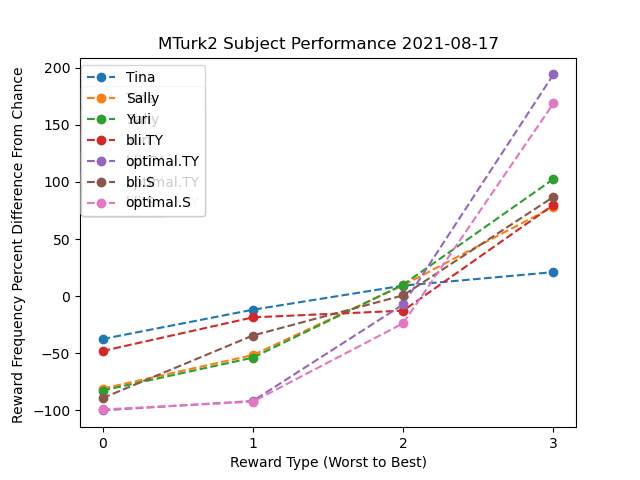 MTurk2 Subject Performance 2021-08-17
Reward Frequency Percent Difference From Chance
200
150
100
50
0
−50
−100
Tina
Sally
Yuri
bli.TY
optimal.TY
bli.S
optimal.S
0
1
2
3
Reward Type (Worst to Best)